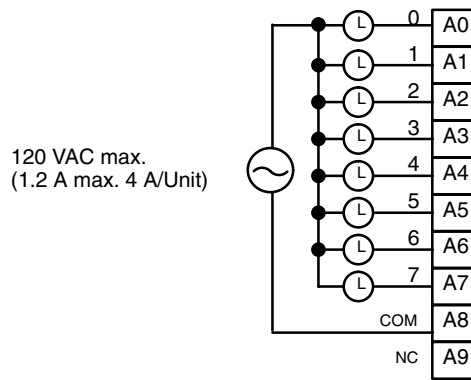 0 A0
L
1 A1
L
2 A2
L
3 A3
L
120 VAC max.
(1.2 A max. 4 A/Unit)
4 A4
L
5 A5
L
6 A6
L
7 A7
L
COM A8
NC A9